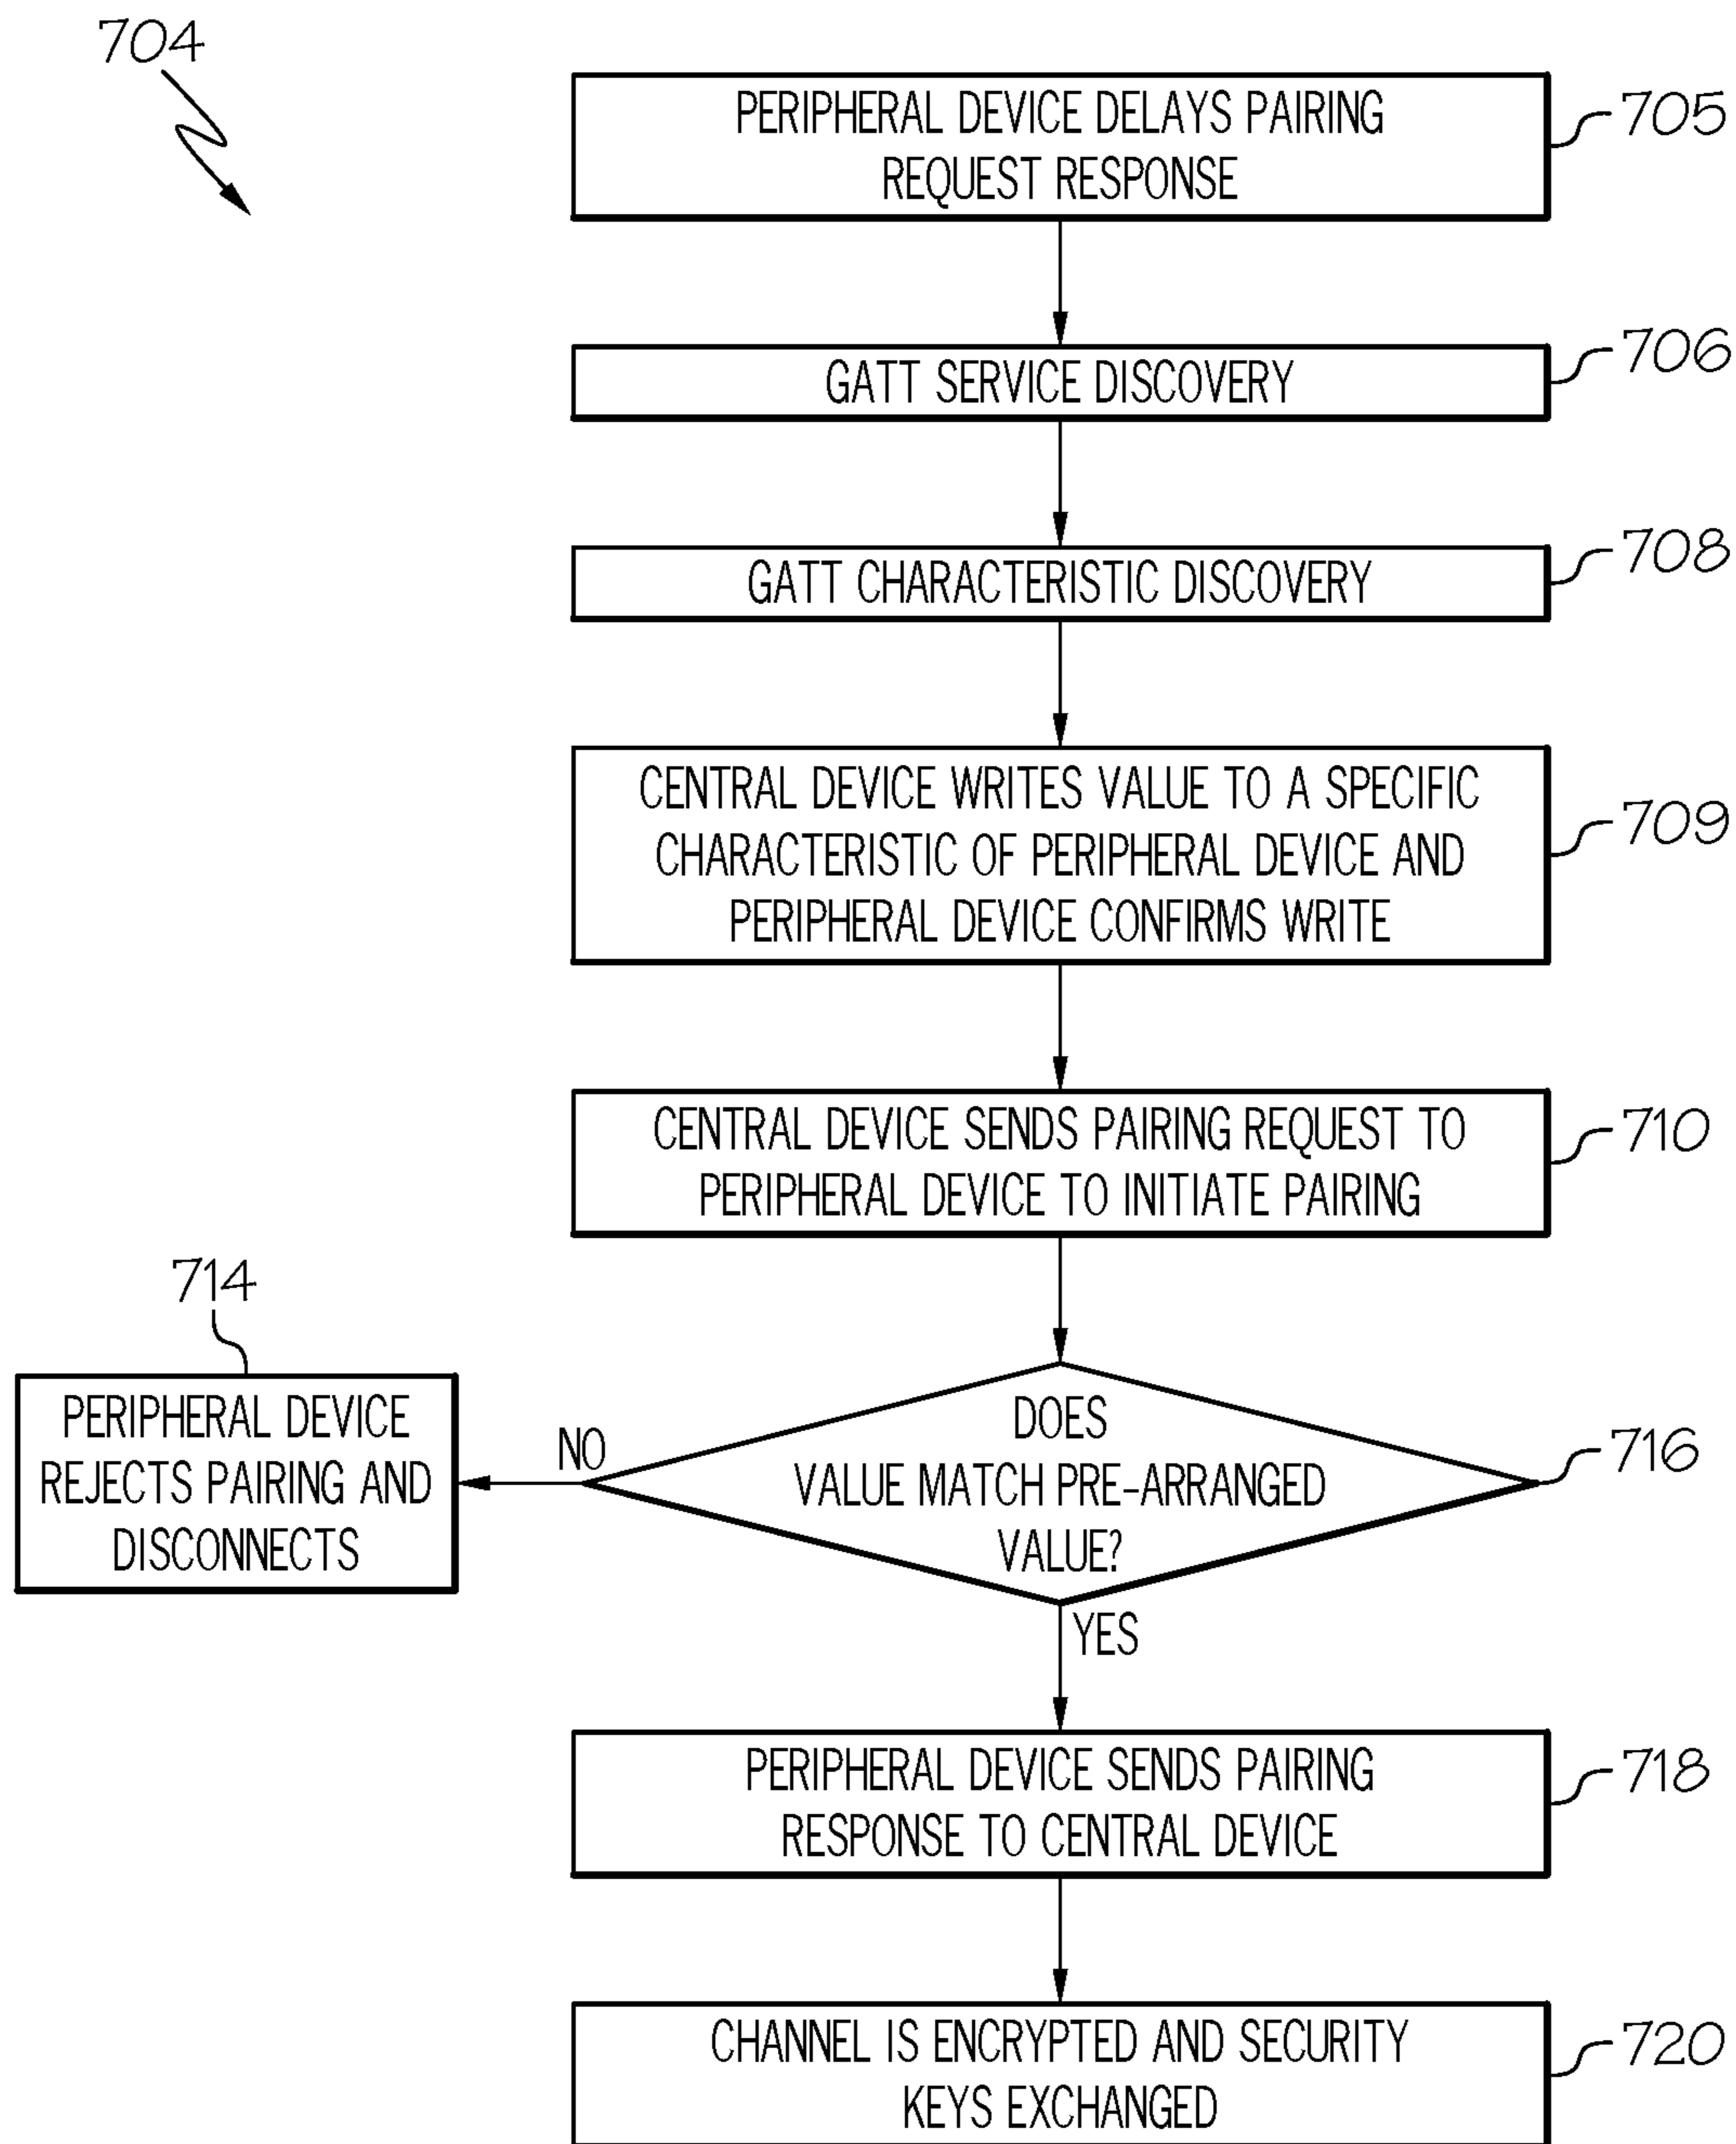 704
PERIPHERAL DEVICE DELAYS PAIRING
REQUEST RESPONSE
705
GATT SERVICE DISCOVERY
706
GATT CHARACTERISTIC DISCOVERY
708
CENTRAL DEVICE WRITES VALUE TO A SPECIFIC
CHARACTERISTIC OF PERIPHERAL DEVICE AND
PERIPHERAL DEVICE CONFIRMS WRITE
709
CENTRAL DEVICE SENDS PAIRING REQUEST TO
PERIPHERAL DEVICE TO INITIATE PAIRING
710
714
PERIPHERAL DEVICE
REJECTS PAIRING AND
DISCONNECTS
NO
DOES
VALUE MATCH PRE-ARRANGED
VALUE?
716
YES
PERIPHERAL DEVICE SENDS PAIRING
RESPONSE TO CENTRAL DEVICE
718
CHANNEL IS ENCRYPTED AND SECURITY
KEYS EXCHANGED
720